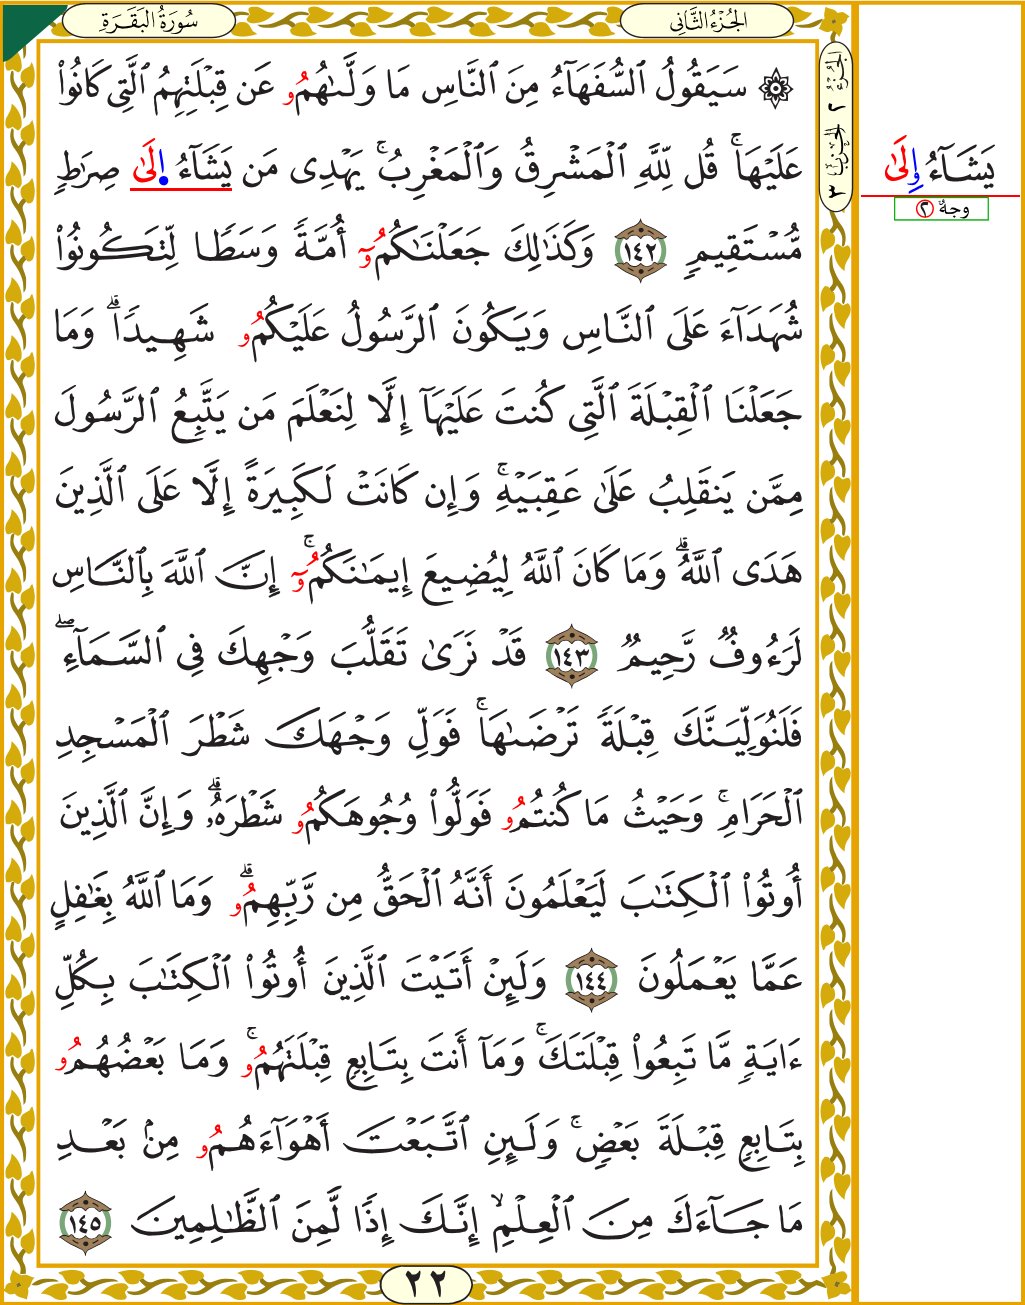 سُورَةُ البَقَرَةِ
الجُزْءُ الثَّانِي
الجزء ٢ الحزب ٣
۞ سَيَقُولُ ٱلسُّفَهَآءُ مِنَ ٱلنَّاسِ مَا وَلَّىٰهُمُو عَن قِبْلَتِهِمُ ٱلَّتِى كَانُوا۟
عَلَيْهَا ۚ قُل لِّلَّهِ ٱلْمَشْرِقُ وَٱلْمَغْرِبُ ۚ يَهْدِى مَن يَشَآءُ اِ۬لَىٰ صِرَٰطٍ
مُّسْتَقِيمٍ ١٤٢ وَكَذَٰلِكَ جَعَلْنَٰكُمُوٓ أُمَّةً وَسَطًا لِّتَكُونُوا۟
شُهَدَآءَ عَلَى ٱلنَّاسِ وَيَكُونَ ٱلرَّسُولُ عَلَيْكُمُو شَهِيدًا ۗ وَمَا
جَعَلْنَا ٱلْقِبْلَةَ ٱلَّتِى كُنتَ عَلَيْهَآ إِلَّا لِنَعْلَمَ مَن يَتَّبِعُ ٱلرَّسُولَ
مِمَّن يَنقَلِبُ عَلَىٰ عَقِبَيْهِ ۚ وَإِن كَانَتْ لَكَبِيرَةً إِلَّا عَلَى ٱلَّذِينَ
هَدَى ٱللَّهُ ۗ وَمَا كَانَ ٱللَّهُ لِيُضِيعَ إِيمَٰنَكُمُوٓ ۚ إِنَّ ٱللَّهَ بِٱلنَّاسِ
لَرَءُوفٌ رَّحِيمٌ ١٤٣ قَدْ نَرَىٰ تَقَلُّبَ وَجْهِكَ فِى ٱلسَّمَآءِ ۖ
فَلَنُوَلِّيَنَّكَ قِبْلَةً تَرْضَىٰهَا ۚ فَوَلِّ وَجْهَكَ شَطْرَ ٱلْمَسْجِدِ
ٱلْحَرَامِ ۚ وَحَيْثُ مَا كُنتُمُو فَوَلُّوا۟ وُجُوهَكُمُو شَطْرَهُۥ ۗ وَإِنَّ ٱلَّذِينَ
أُوتُوا۟ ٱلْكِتَٰبَ لَيَعْلَمُونَ أَنَّهُ ٱلْحَقُّ مِن رَّبِّهِمُو ۗ وَمَا ٱللَّهُ بِغَٰفِلٍ
عَمَّا يَعْمَلُونَ ١٤٤ وَلَئِنْ أَتَيْتَ ٱلَّذِينَ أُوتُوا۟ ٱلْكِتَٰبَ بِكُلِّ
ءَايَةٍ مَّا تَبِعُوا۟ قِبْلَتَكَ ۚ وَمَآ أَنتَ بِتَابِعٍ قِبْلَتَهُمُو ۚ وَمَا بَعْضُهُمُو
بِتَابِعٍ قِبْلَةَ بَعْضٍ ۚ وَلَئِنِ ٱتَّبَعْتَ أَهْوَآءَهُمُو مِنۢ بَعْدِ
مَا جَآءَكَ مِنَ ٱلْعِلْمِ ۙ إِنَّكَ إِذًا لَّمِنَ ٱلظَّٰلِمِينَ ١٤٥
٢٢
يَشَآءُ وِلَىٰ
وجهٌ ٢